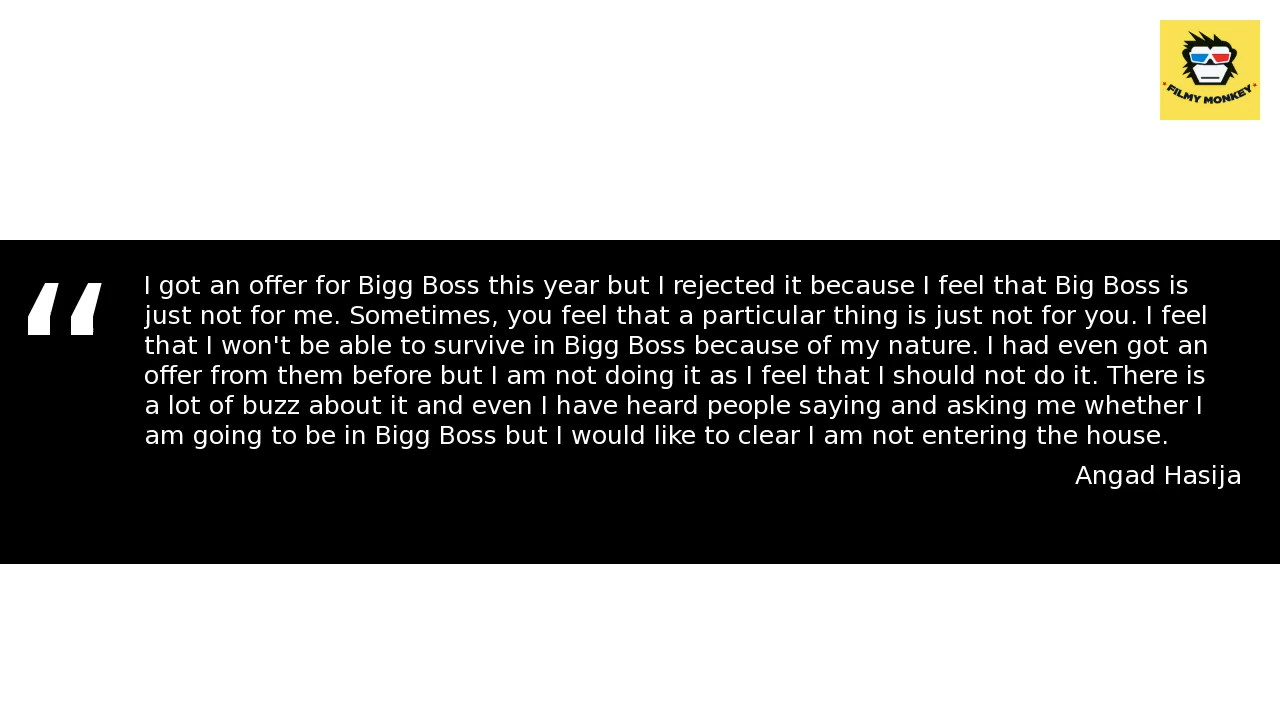 FILMY MONKEY
“
I got an offer for Bigg Boss this year but I rejected it because I feel that Big Boss is
just not for me. Sometimes, you feel that a particular thing is just not for you. I feel
that I won't be able to survive in Bigg Boss because of my nature. I had even got an
offer from them before but I am not doing it as I feel that I should not do it. There is
a lot of buzz about it and even I have heard people saying and asking me whether I
am going to be in Bigg Boss but I would like to clear I am not entering the house.
Angad Hasija